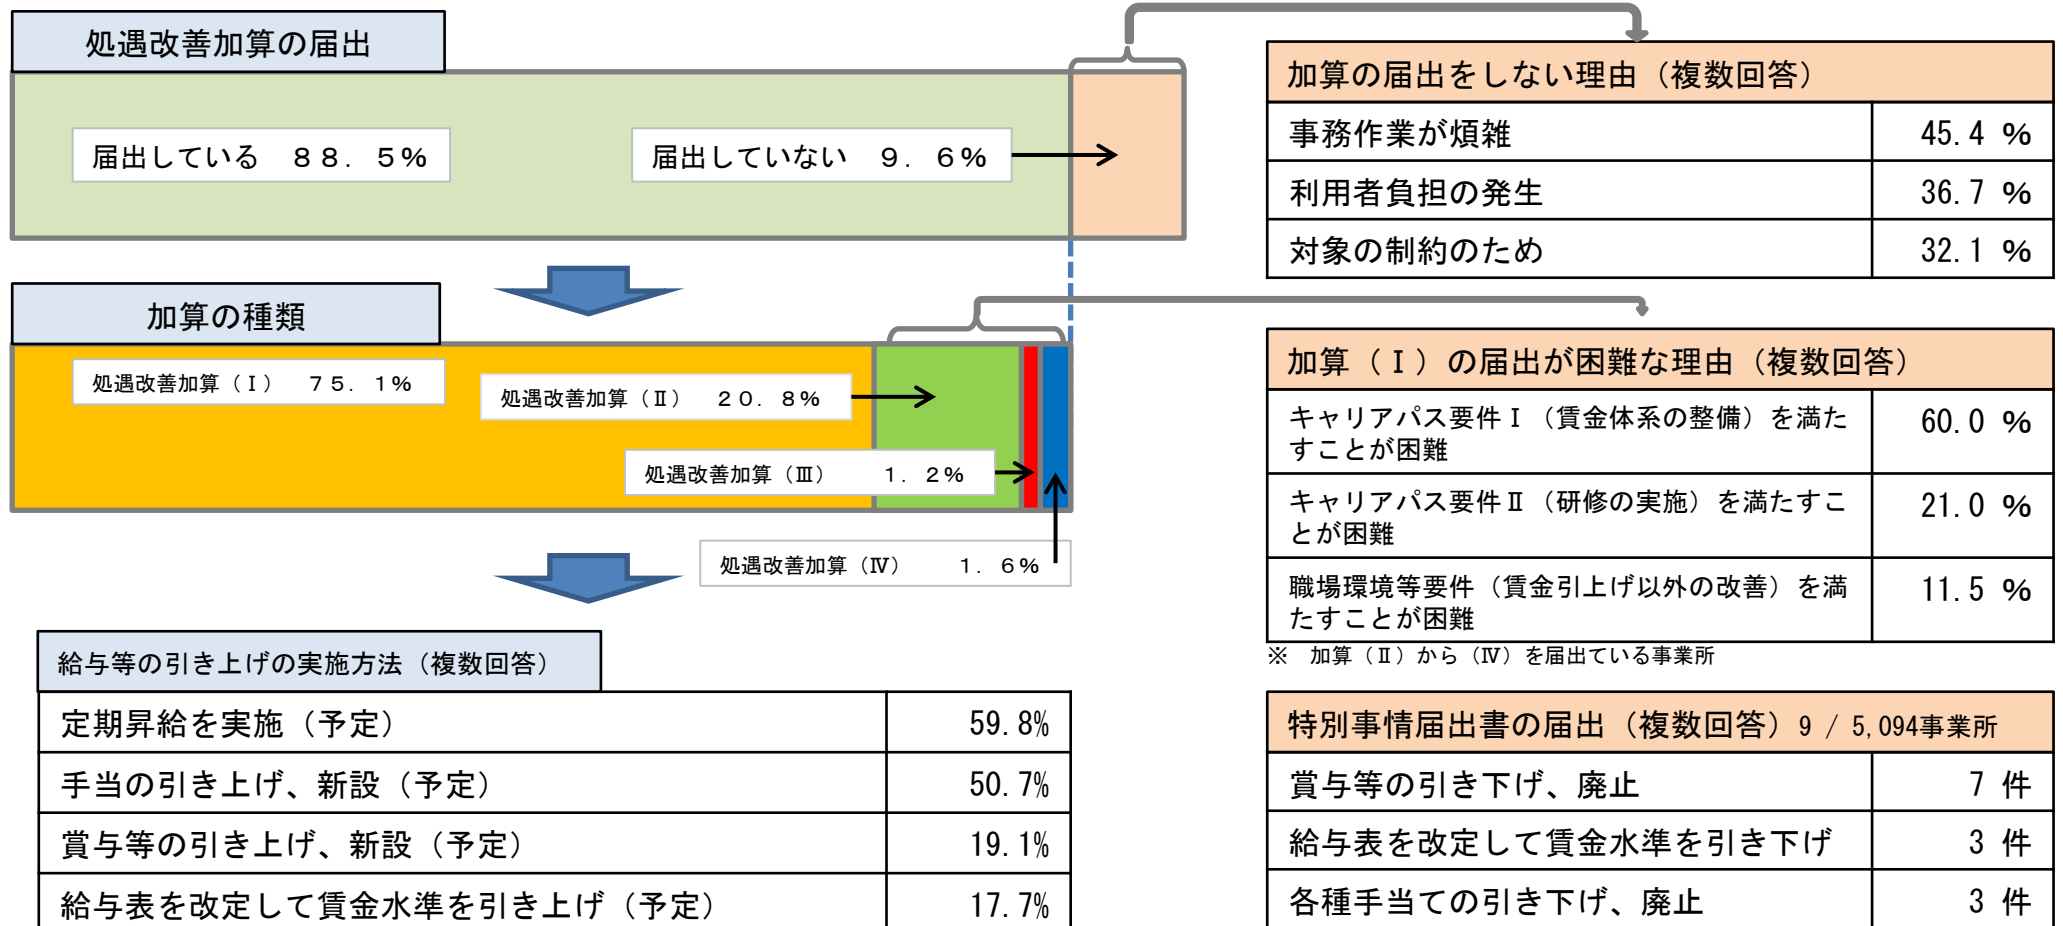 処遇改善加算の届出
届出している　８８．５％
届出していない　９．６％
加算の届出をしない理由（複数回答）
事務作業が煩雑　45.4 ％
利用者負担の発生　36.7 ％
対象の制約のため　32.1 ％
加算の種類
処遇改善加算（Ⅰ）　７５．１％
処遇改善加算（Ⅱ）　２０．８％
処遇改善加算（Ⅲ）　１．２％
処遇改善加算（Ⅳ）　１．６％
加算（Ⅰ）の届出が困難な理由（複数回答）
キャリアパス要件Ⅰ（賃金体系の整備）を満た
すことが困難　60.0 ％
キャリアパス要件Ⅱ（研修の実施）を満たすこ
とが困難　21.0 ％
職場環境等要件（賃金引上げ以外の改善）を満
たすことが困難　11.5 ％
※　加算（Ⅱ）から（Ⅳ）を届出ている事業所
給与等の引き上げの実施方法（複数回答）
定期昇給を実施（予定）　59.8%
手当の引き上げ、新設（予定）　50.7%
賞与等の引き上げ、新設（予定）　19.1%
給与表を改定して賃金水準を引き上げ（予定）　17.7%
特別事情届出書の届出（複数回答）9 / 5,094事業所
賞与等の引き下げ、廃止　7 件
給与表を改定して賃金水準を引き下げ　3 件
各種手当ての引き下げ、廃止　3 件